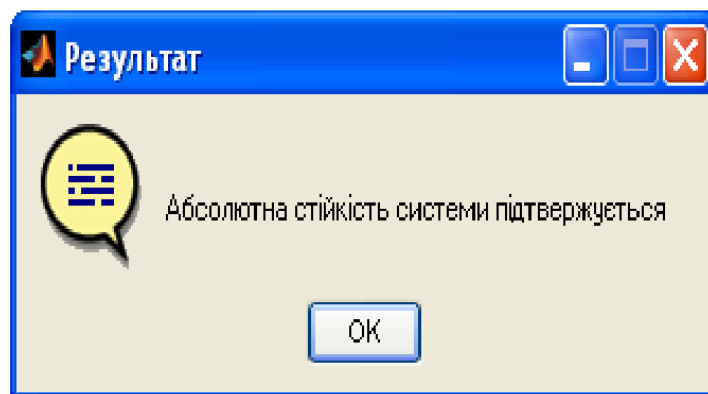 Результат
Абсолютна стійкість системи підтвержується
OK